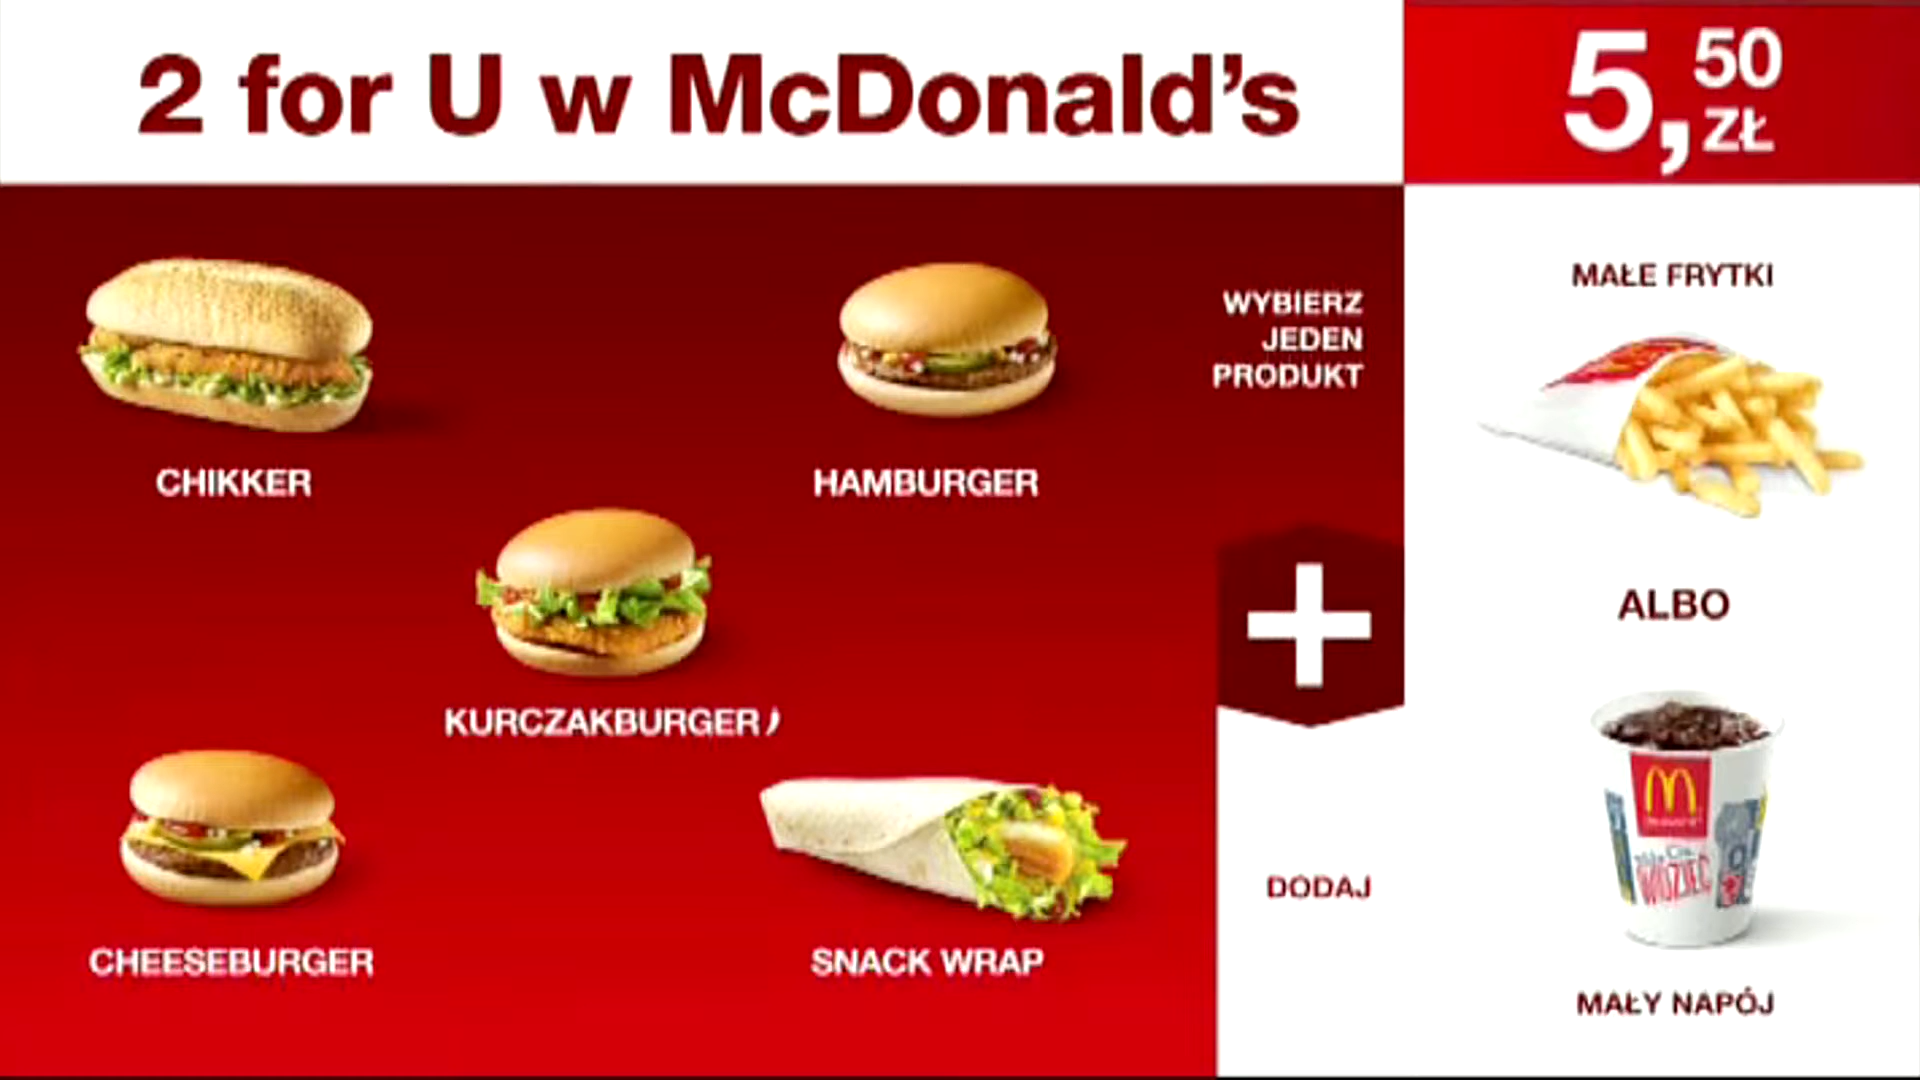 2 for U w McDonald's
5,50 ZŁ
CHIKKER
HAMBURGER
WYBIERZ
JEDEN
PRODUKT
KURCZAKBURGER
CHEESEBURGER
SNACK WRAP
DODAJ
MAŁE FRYTKI
ALBO
WIDZIEĆ
MAŁY NAPÓJ